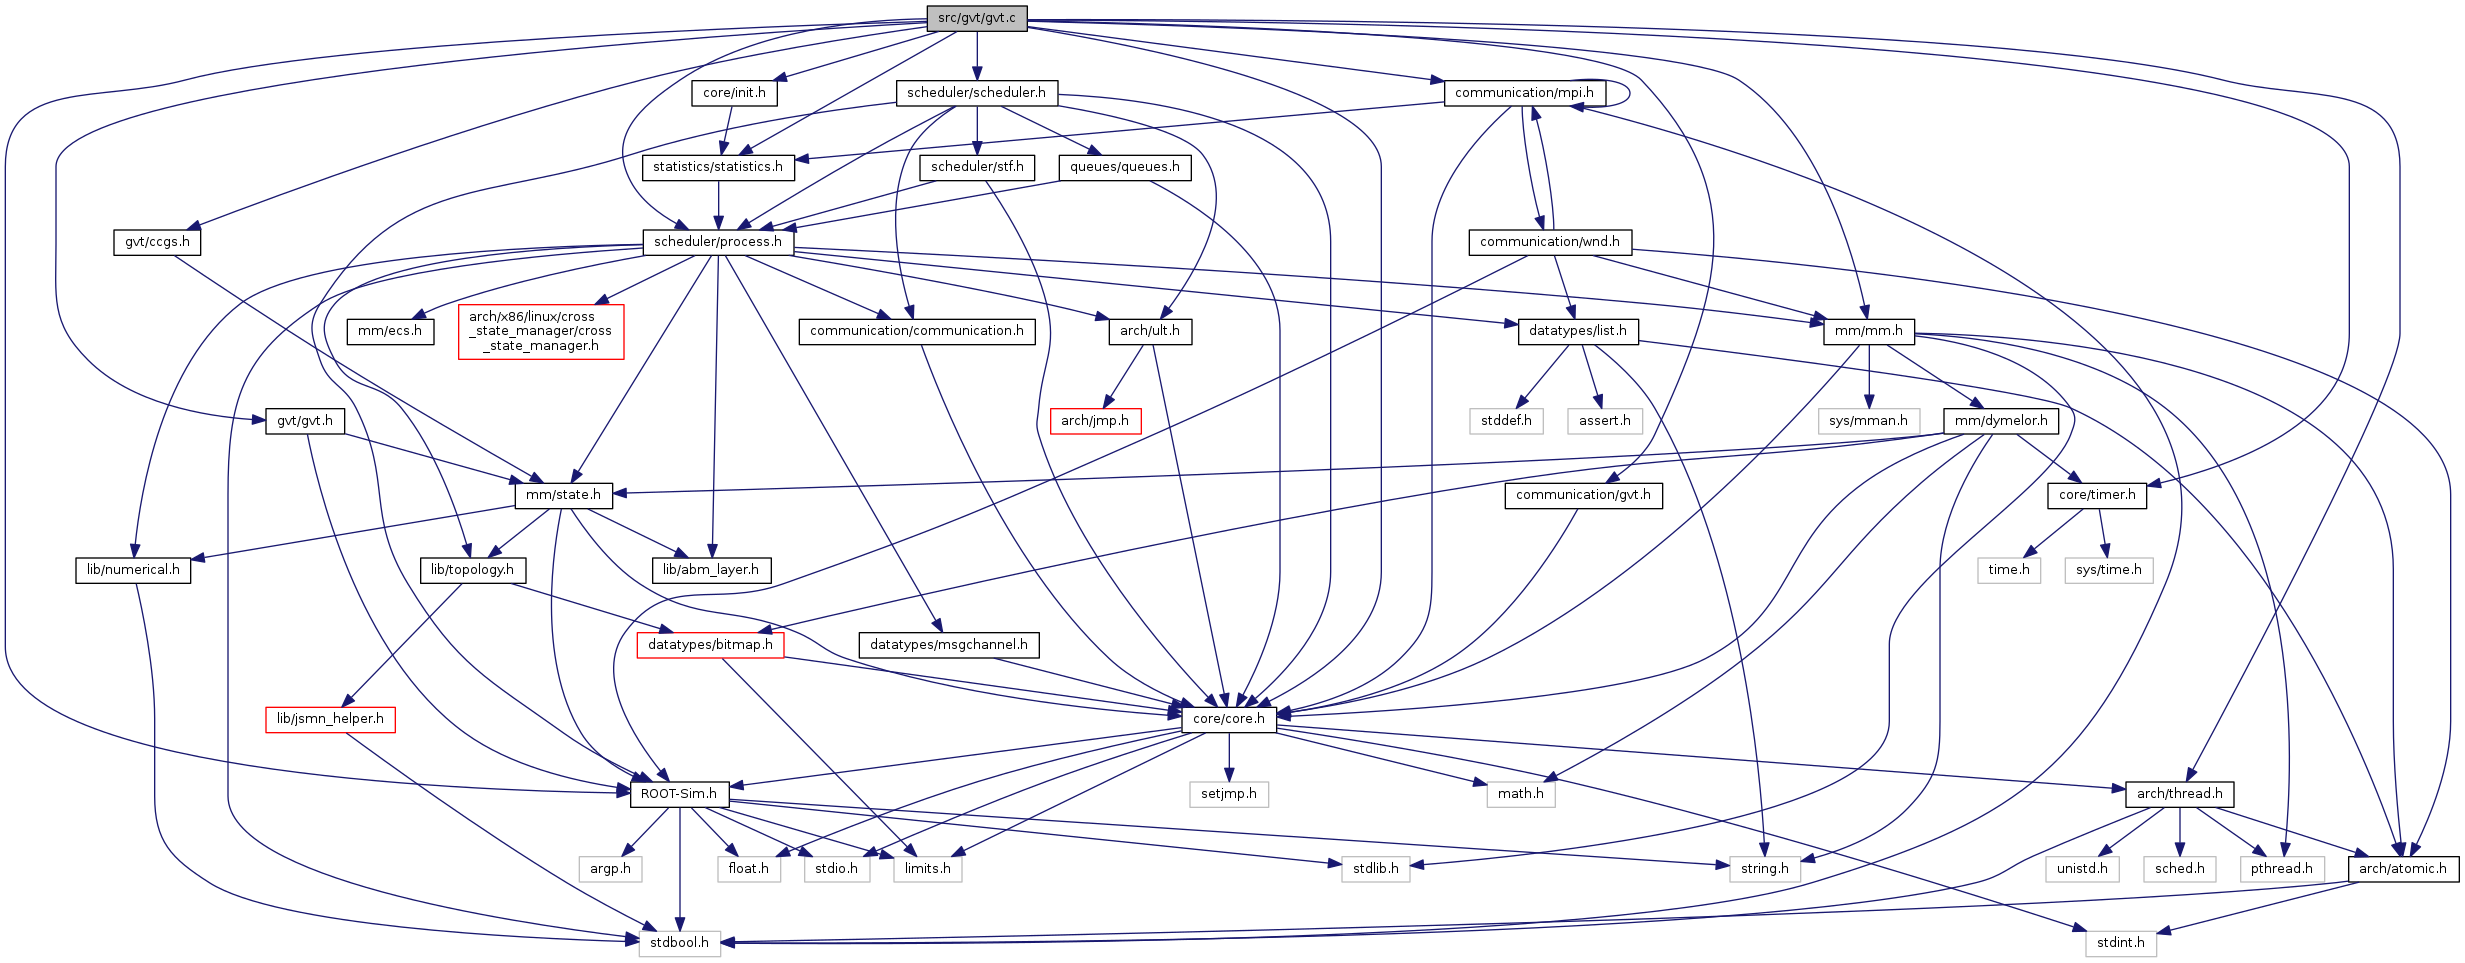 src/gvt/gvt.c
core/init.h
scheduler/scheduler.h
communication/mpi.h
statistics/statistics.h
scheduler/stf.h
queues/queues.h
gvt/ccgs.h
scheduler/process.h
communication/wnd.h
mm/ecs.h
arch/x86/linux/cross
_state_manager/cross
_state_manager.h
communication/communication.h
arch/ult.h
datatypes/list.h
mm/mm.h
gvt/gvt.h
arch/jmp.h
stddef.h
assert.h
sys/mman.h
mm/dymelor.h
mm/state.h
communication/gvt.h
core/timer.h
lib/numerical.h
lib/topology.h
lib/abm_layer.h
time.h
sys/time.h
datatypes/bitmap.h
datatypes/msgchannel.h
lib/jsmn_helper.h
core/core.h
ROOT-Sim.h
setjmp.h
math.h
arch/thread.h
argp.h
float.h
stdio.h
limits.h
stdlib.h
string.h
unistd.h
sched.h
pthread.h
arch/atomic.h
stdbool.h
stdint.h